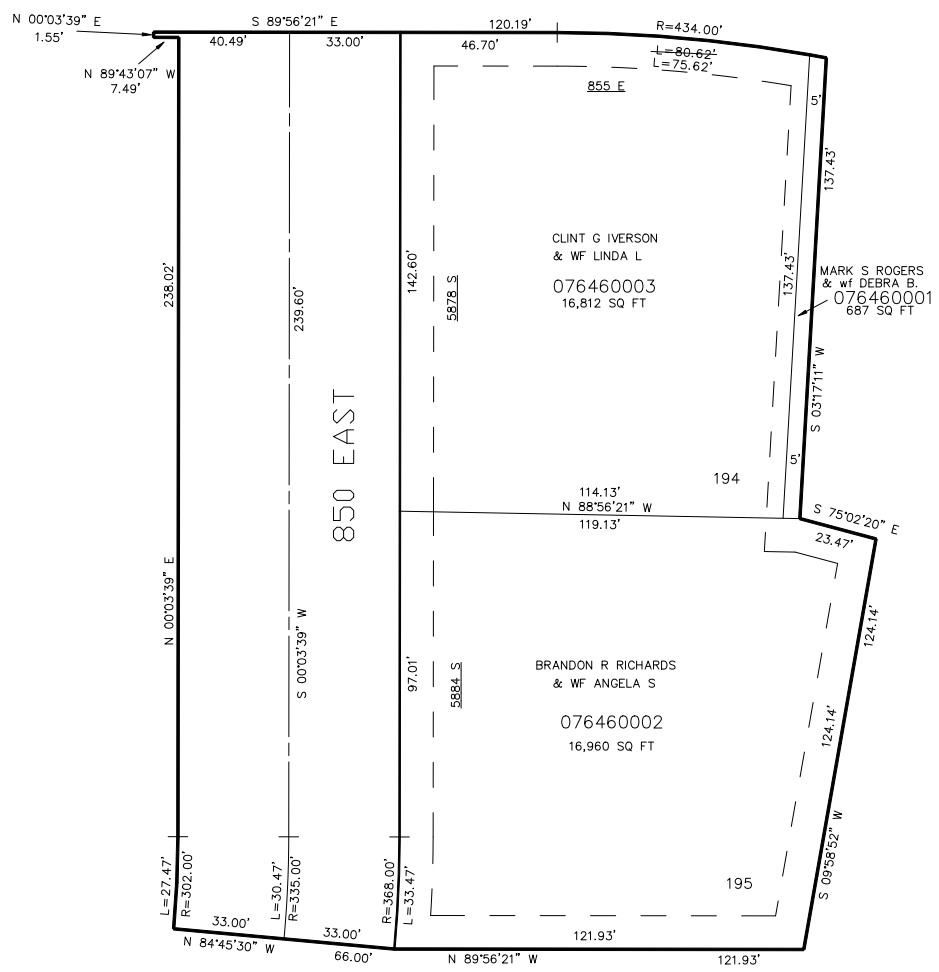 N 00°03'39" E
1.55'
S 89°56'21" E
120.19'
R=434.00'
40.49'
33.00'
46.70'
L=80.62'
L=75.62'
N 89°43'07" W
7.49'
855 E
5'
137.43'
CLINT G IVERSON
& WF LINDA L
076460003
16,812 SQ FT
238.02'
239.60'
142.60'
5878 S
137.43'
MARK S ROGERS
& wf DEBRA B.
076460001
687 SQ FT
S 03°17'11" W
850 EAST
5'
194
114.13'
N 88°56'21" W
119.13'
S 75°02'20" E
23.47'
N 00°03'39" E
S 00°03'39" W
97.01'
5884 S
124.14'
BRANDON R RICHARDS
& WF ANGELA S
076460002
16,960 SQ FT
124.14'
S 09°58'52" W
L=27.47'
R=302.00'
L=30.47'
R=335.00'
R=368.00'
L=33.47'
195
33.00'
33.00'
N 84°45'30" W
66.00'
121.93'
N 89°56'21" W
121.93'